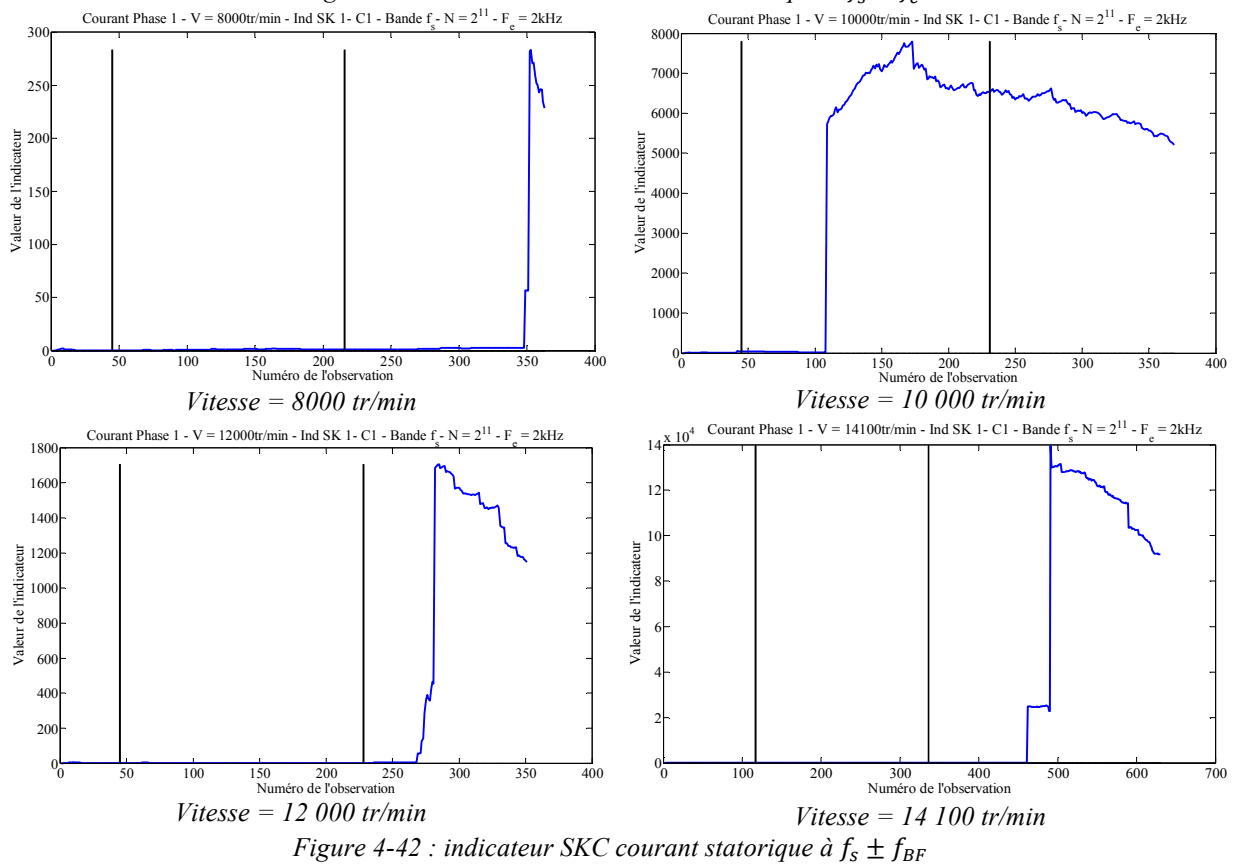 Courant Phase 1 - V = 8000tr/min - Ind SK 1- C1 - Bande f_s - N = 2^11 - F_e = 2kHz
300
250
200
150
100
50
0
Valeur de l'indicateur
0 50 100 150 200 250 300 350 400
Numéro de l'observation
Vitesse = 8000 tr/min
Courant Phase 1 - V = 10000tr/min - Ind SK 1- C1 - Bande f_s - N = 2^11 - F_e = 2kHz
8000
7000
6000
5000
4000
3000
2000
1000
0
Valeur de l'indicateur
0 50 100 150 200 250 300 350 400
Numéro de l'observation
Vitesse = 10 000 tr/min
Courant Phase 1 - V = 12000tr/min - Ind SK 1- C1 - Bande f_s - N = 2^11 - F_e = 2kHz
1800
1600
1400
1200
1000
800
600
400
200
0
Valeur de l'indicateur
0 50 100 150 200 250 300 350 400
Numéro de l'observation
Vitesse = 12 000 tr/min
Courant Phase 1 - V = 14100tr/min - Ind SK 1- C1 - Bande f_s - N = 2^11 - F_e = 2kHz
14 x 10^4
12
10
8
6
4
2
0
Valeur de l'indicateur
0 100 200 300 400 500 600 700
Numéro de l'observation
Vitesse = 14 100 tr/min
Figure 4-42 : indicateur SKC courant statorique à f_s ± f_BF